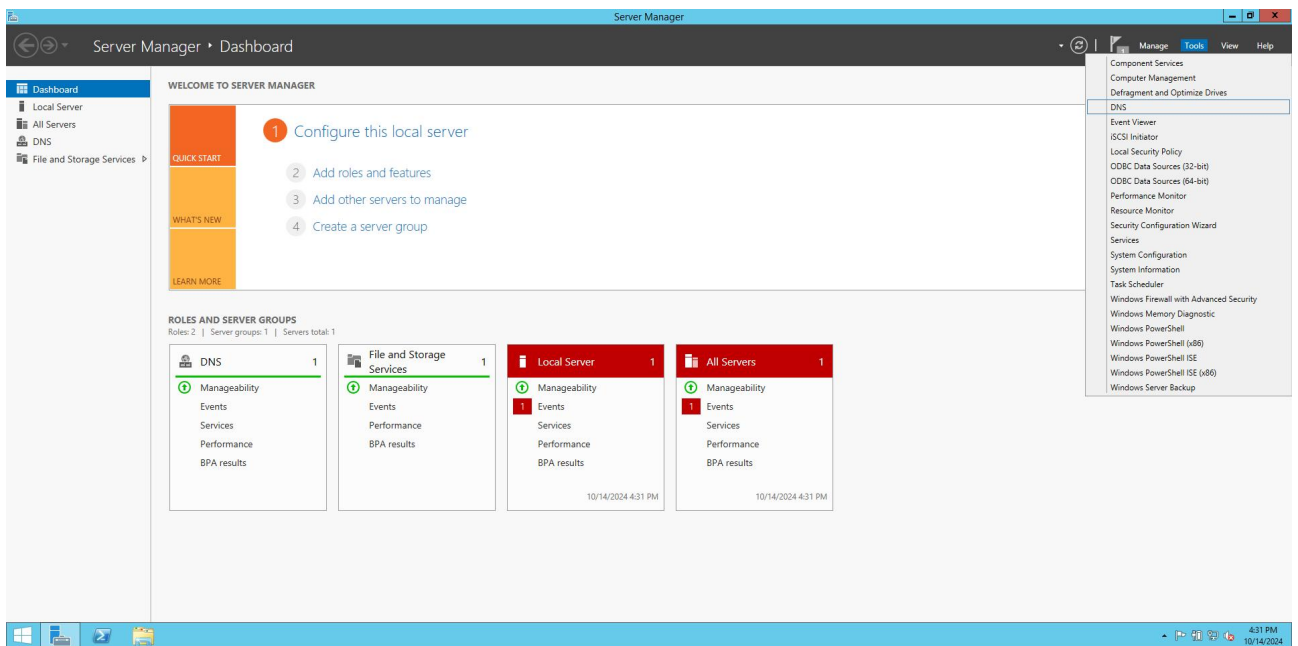 Server Manager
Server Manager • Dashboard
1
Manage Tools View Help
Dashboard
Local Server
All Servers
DNS
File and Storage Services
WELCOME TO SERVER MANAGER
QUICK START
WHAT'S NEW
LEARN MORE
1 Configure this local server
2 Add roles and features
3 Add other servers to manage
4 Create a server group
Component Services
Computer Management
Defragment and Optimize Drives
DNS
Event Viewer
iSCSI Initiator
Local Security Policy
ODBC Data Sources (32-bit)
ODBC Data Sources (64-bit)
Performance Monitor
Resource Monitor
Security Configuration Wizard
Services
System Configuration
System Information
Task Scheduler
Windows Firewall with Advanced Security
Windows Memory Diagnostic
Windows PowerShell
Windows PowerShell (x86)
Windows PowerShell ISE
Windows PowerShell ISE (x86)
Windows Server Backup
ROLES AND SERVER GROUPS
Roles: 2 | Server groups: 1 | Servers total: 1
DNS 1
Manageability
Events
Services
Performance
BPA results
File and Storage
Services 1
Manageability
Events
Performance
BPA results
Local Server 1
Manageability
1 Events
Services
Performance
BPA results
10/14/2024 4:31 PM
All Servers 1
Manageability
1 Events
Services
Performance
BPA results
10/14/2024 4:31 PM
4:31 PM
10/14/2024